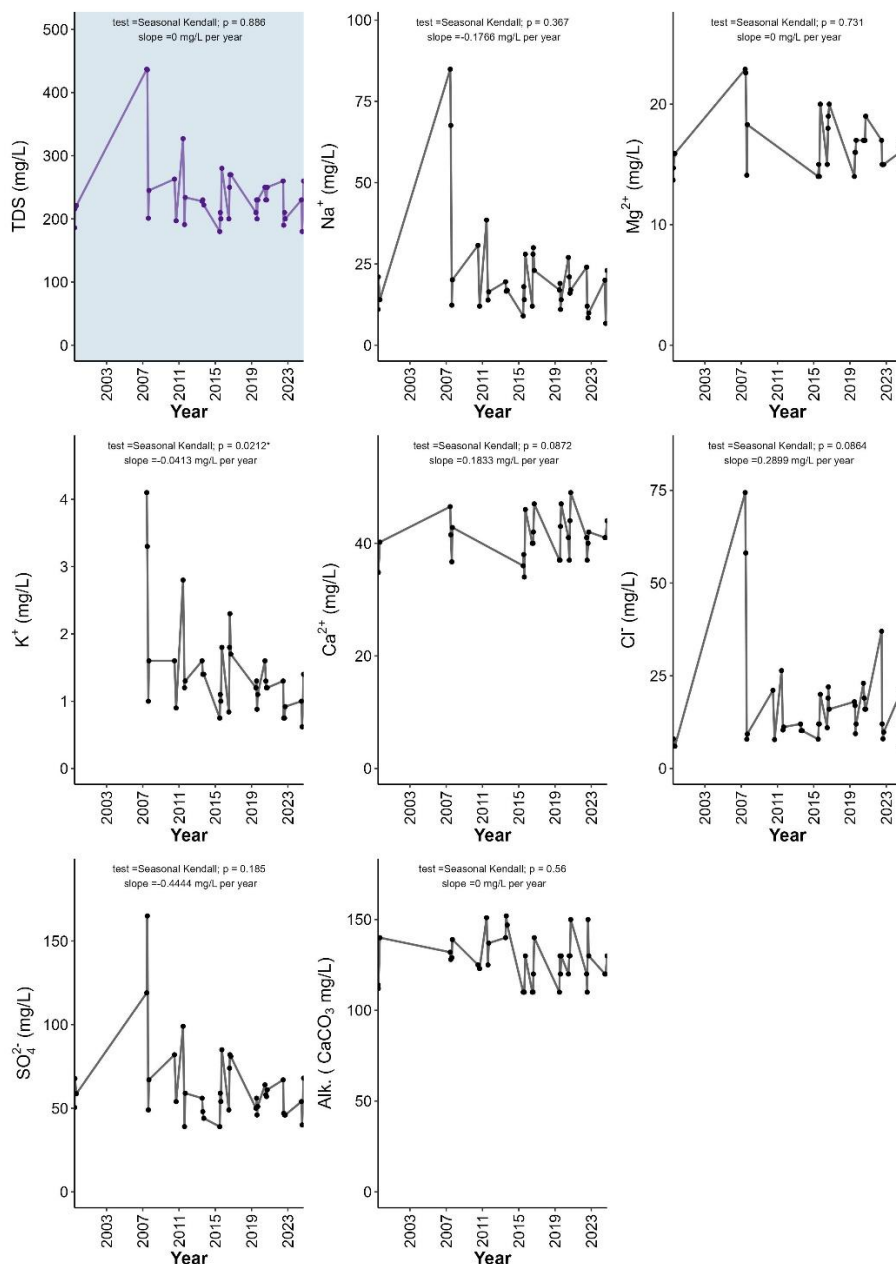 test =Seasonal Kendall; p = 0.886
slope =0 mg/L per year
TDS (mg/L)
500
400
300
200
100
0
2003 2007 2011 2015 2019 2023
Year
test =Seasonal Kendall; p = 0.367
slope =-0.1766 mg/L per year
Na⁺ (mg/L)
100
75
50
25
0
2003 2007 2011 2015 2019 2023
Year
test =Seasonal Kendall; p = 0.731
slope =0 mg/L per year
Mg²⁺ (mg/L)
20
10
0
2003 2007 2011 2015 2019 2023
Year
test =Seasonal Kendall; p = 0.0212*
slope =-0.0413 mg/L per year
K⁺ (mg/L)
4
3
2
1
0
2003 2007 2011 2015 2019 2023
Year
test =Seasonal Kendall; p = 0.0872
slope =0.1833 mg/L per year
Ca²⁺ (mg/L)
40
20
0
2003 2007 2011 2015 2019 2023
Year
test =Seasonal Kendall; p = 0.0864
slope =0.2899 mg/L per year
Cl⁻ (mg/L)
75
50
25
0
2003 2007 2011 2015 2019 2023
Year
test =Seasonal Kendall; p = 0.185
slope =-0.4444 mg/L per year
SO₄²⁻ (mg/L)
150
100
50
0
2003 2007 2011 2015 2019 2023
Year
test =Seasonal Kendall; p = 0.56
slope =0 mg/L per year
Alk. ( CaCO₃ mg/L)
150
100
50
0
2003 2007 2011 2015 2019 2023
Year